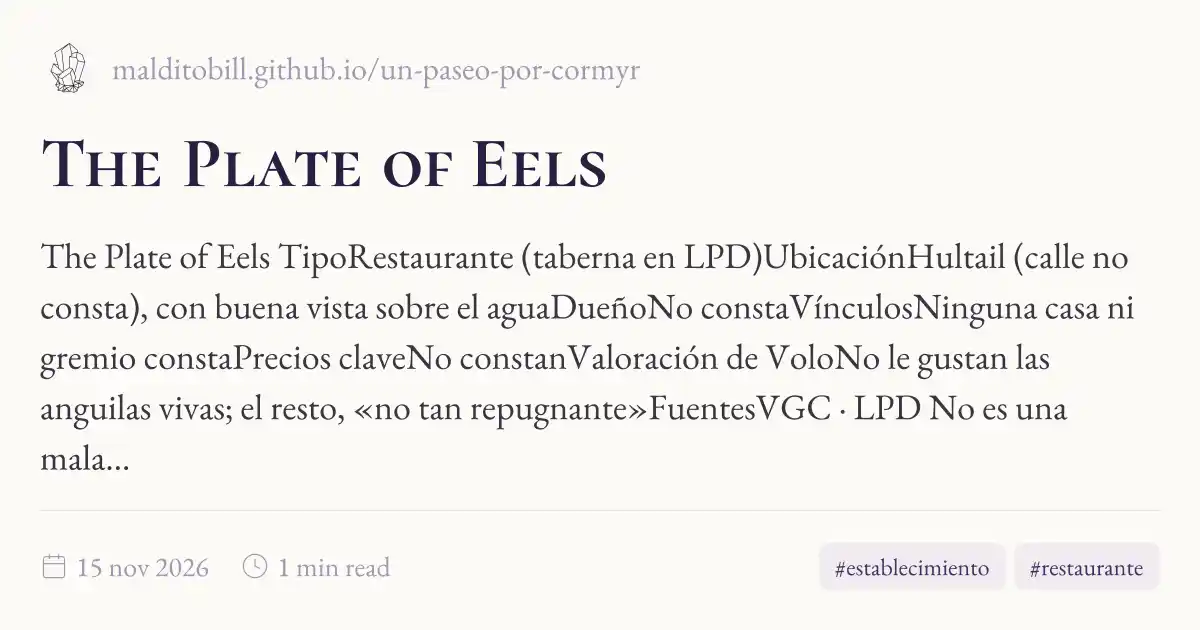 malditobill.github.io/un-paseo-por-cormyr
The Plate of Eels
The Plate of Eels TipoRestaurante (taberna en LPD)UbicaciónHultail (calle no
consta), con buena vista sobre el aguaDueñoNo constaVínculosNinguna casa ni
gremio constaPrecios claveNo constanValoración de VoloNo le gustan las
anguilas vivas; el resto, «no tan repugnante»FuentesVGC · LPD No es una
mala...
15 nov 2026 1 min read #establecimiento #restaurante